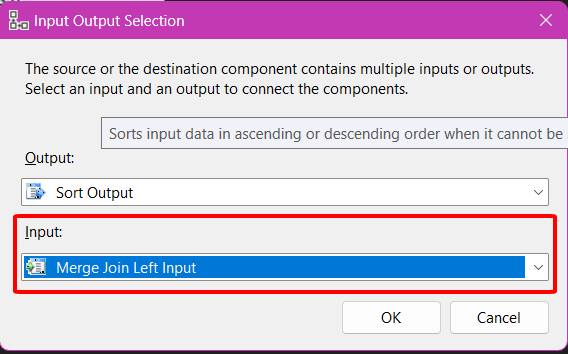 Input Output Selection
The source or the destination component contains multiple inputs or outputs.
Select an input and an output to connect the components.
Sorts input data in ascending or descending order when it cannot be
Output:
Sort Output
Input:
Merge Join Left Input
OK
Cancel